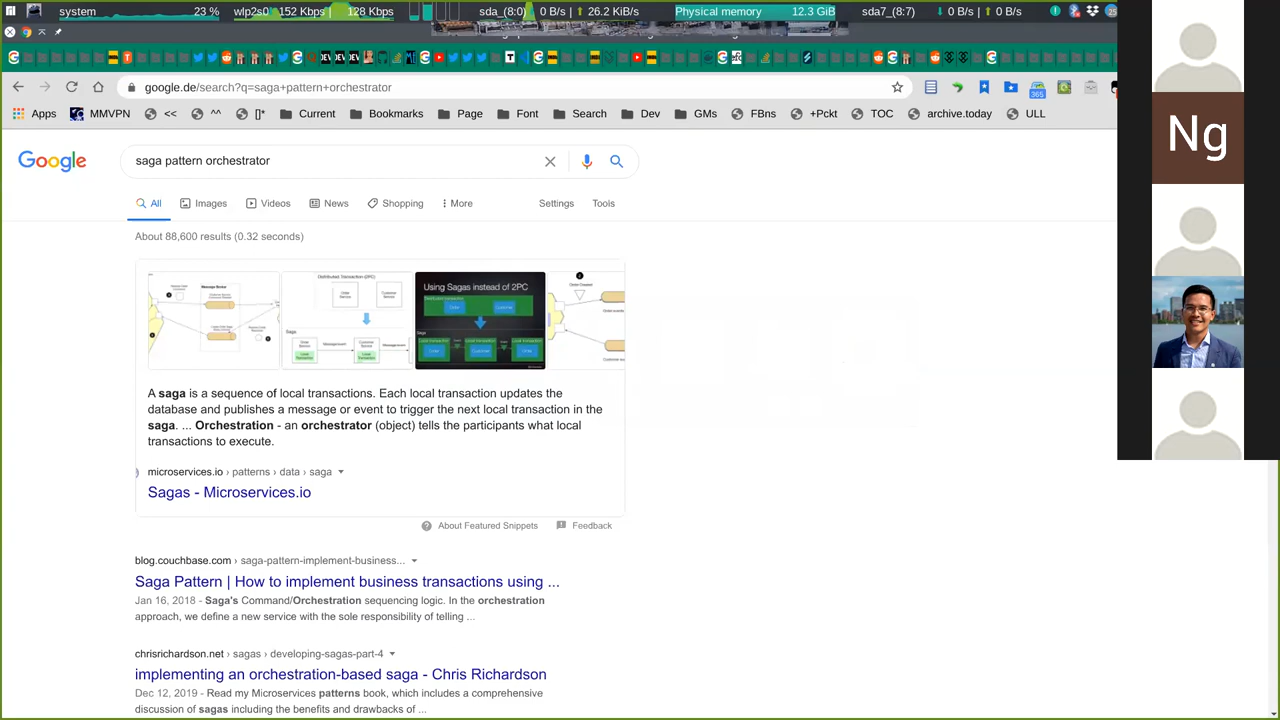 system 23 % wlp2s0 152 Kbps | 128 Kbps sda_(8:0) 0 B/s | 26.2 KiB/s Physical memory 12.3 GiB sda7_(8:7) 0 B/s | 0 B/s
google.de/search?q=saga+pattern+orchestrator
365
Apps MMVPN << ^^ []* Current Bookmarks Page Font Search Dev GMs FBns +Pckt TOC archive.today ULL
Ng
Google saga pattern orchestrator
All Images Videos News Shopping More Settings Tools
About 88,600 results (0.32 seconds)
Distributed Transaction (2PC)
Using Sagas instead of 2PC
A saga is a sequence of local transactions. Each local transaction updates the
database and publishes a message or event to trigger the next local transaction in the
saga. ... Orchestration - an orchestrator (object) tells the participants what local
transactions to execute.
microservices.io › patterns › data › saga
Sagas - Microservices.io
About Featured Snippets Feedback
blog.couchbase.com › saga-pattern-implement-business...
Saga Pattern | How to implement business transactions using ...
Jan 16, 2018 - Saga's Command/Orchestration sequencing logic. In the orchestration
approach, we define a new service with the sole responsibility of telling ...
chrisrichardson.net › sagas › developing-sagas-part-4
implementing an orchestration-based saga - Chris Richardson
Dec 12, 2019 - Read my Microservices patterns book, which includes a comprehensive
discussion of sagas including the benefits and drawbacks of ...